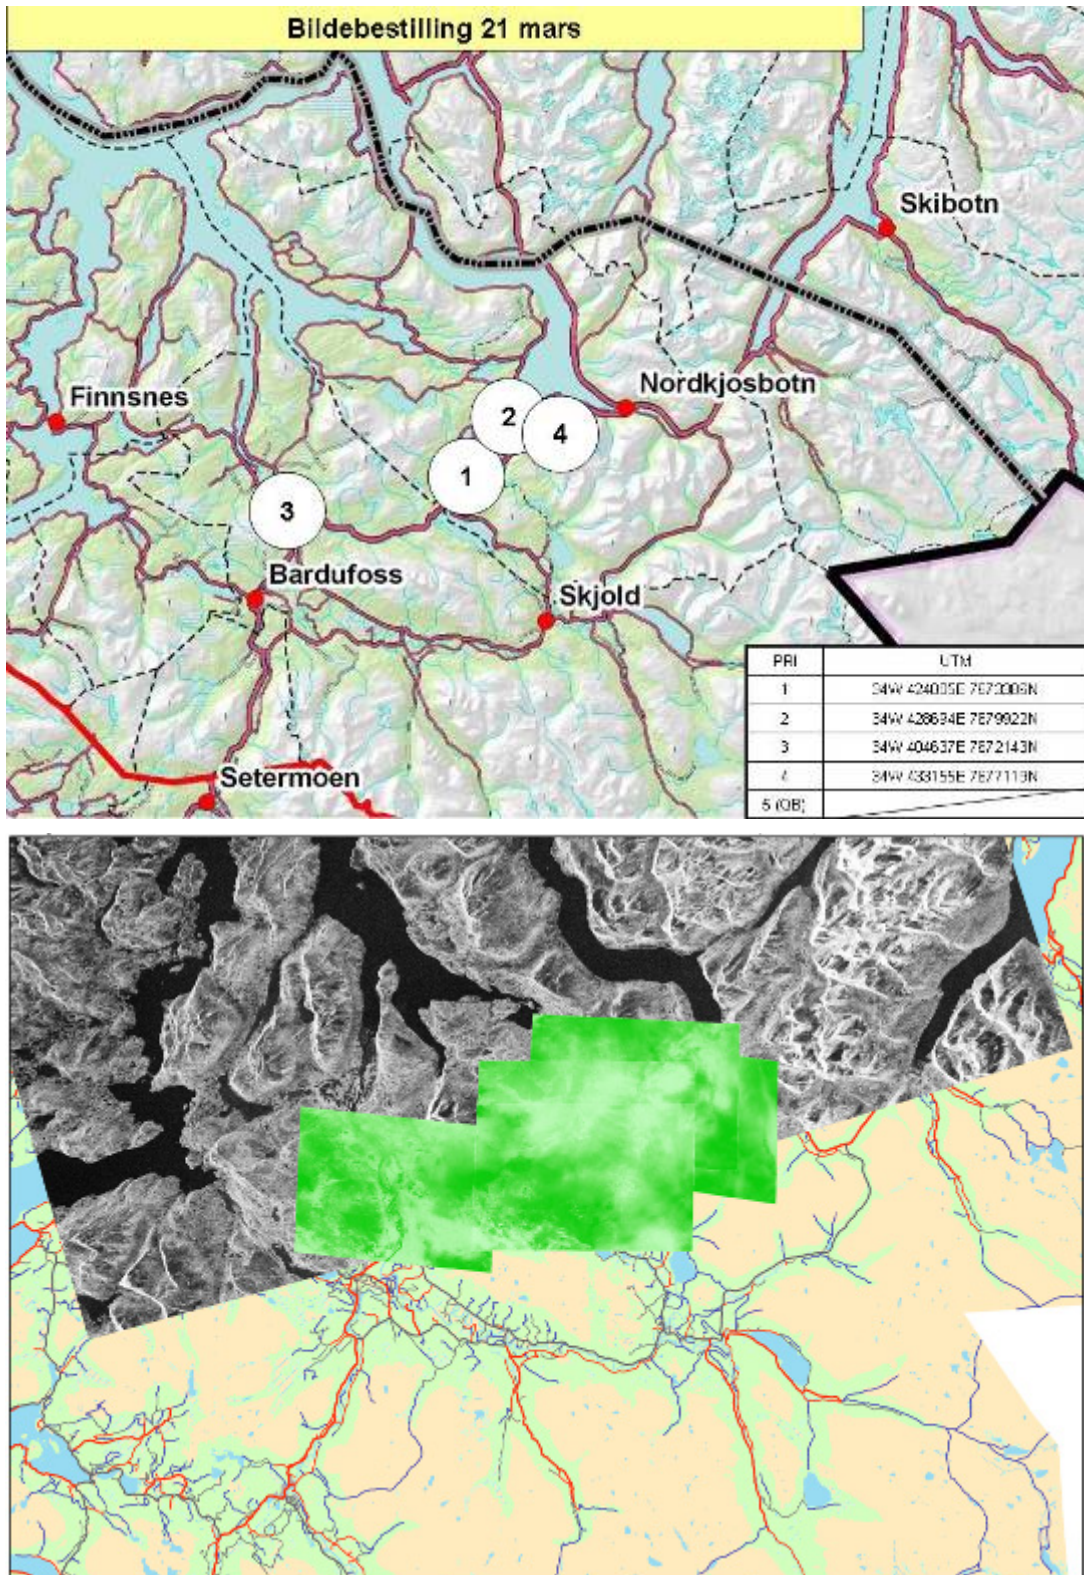 Bildebestilling 21 mars
Skibotn
Nordkjosbotn
Finnsnes
2
4
1
3
Bardufoss
Skjold
Setermoen
PRI UTM
1
2
3
4
5 (QB)